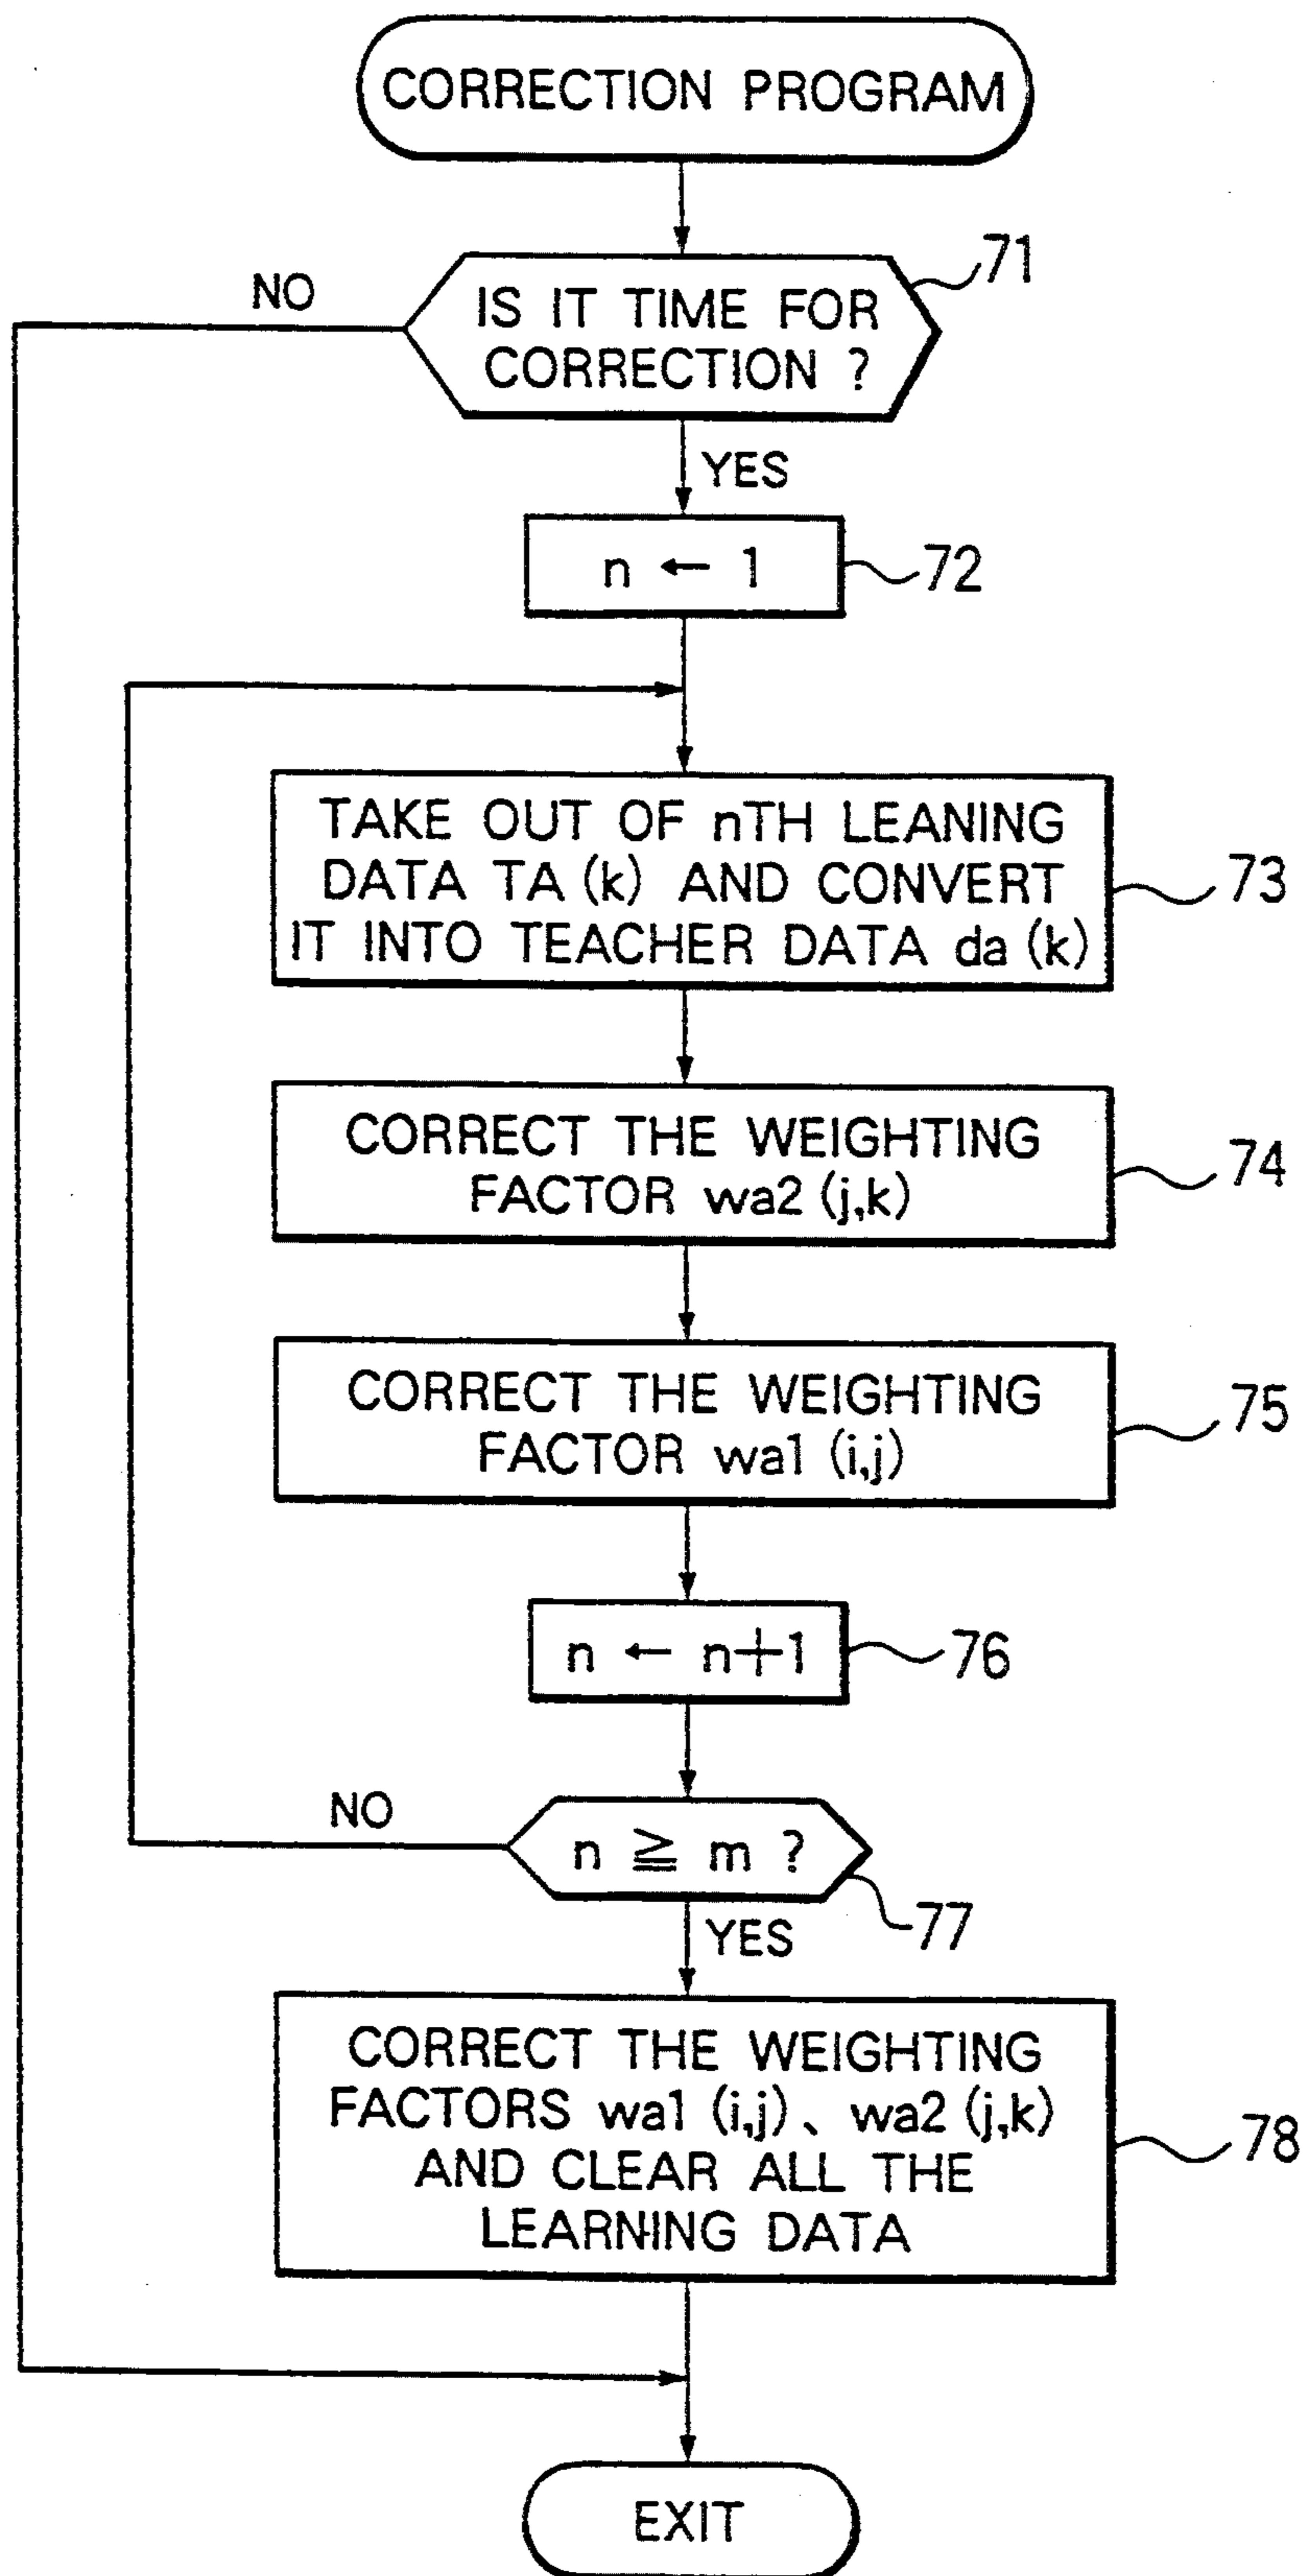 CORRECTION PROGRAM
71
NO
IS IT TIME FOR
CORRECTION ?
YES
n ← 1
72
TAKE OUT OF nTH LEANING
DATA TA (k) AND CONVERT
IT INTO TEACHER DATA da (k)
73
CORRECT THE WEIGHTING
FACTOR wa2 (j,k)
74
CORRECT THE WEIGHTING
FACTOR wa1 (i,j)
75
n ← n+1
76
NO
n ≧ m ?
77
YES
CORRECT THE WEIGHTING
FACTORS wa1 (i,j)、wa2 (j,k)
AND CLEAR ALL THE
LEARNING DATA
78
EXIT